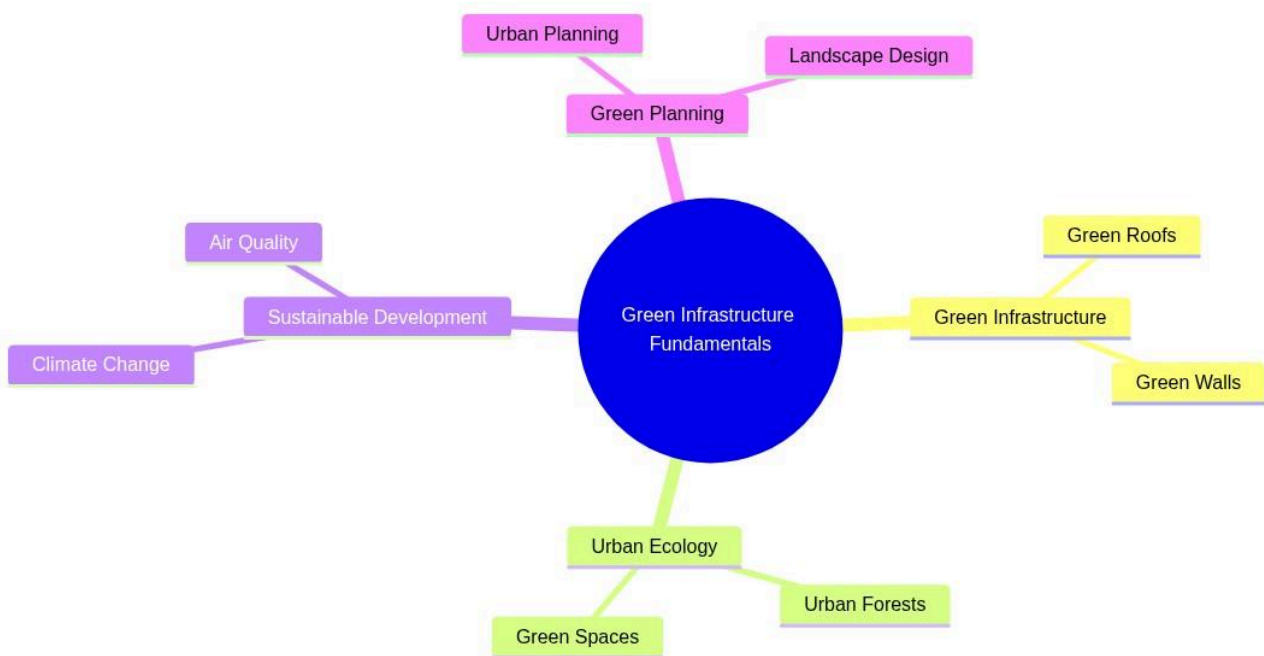 Urban Planning
Landscape Design
Green Planning
Green Roofs
Air Quality
Green Infrastructure
Fundamentals
Sustainable Development
Green Infrastructure
Climate Change
Green Walls
Urban Ecology
Urban Forests
Green Spaces